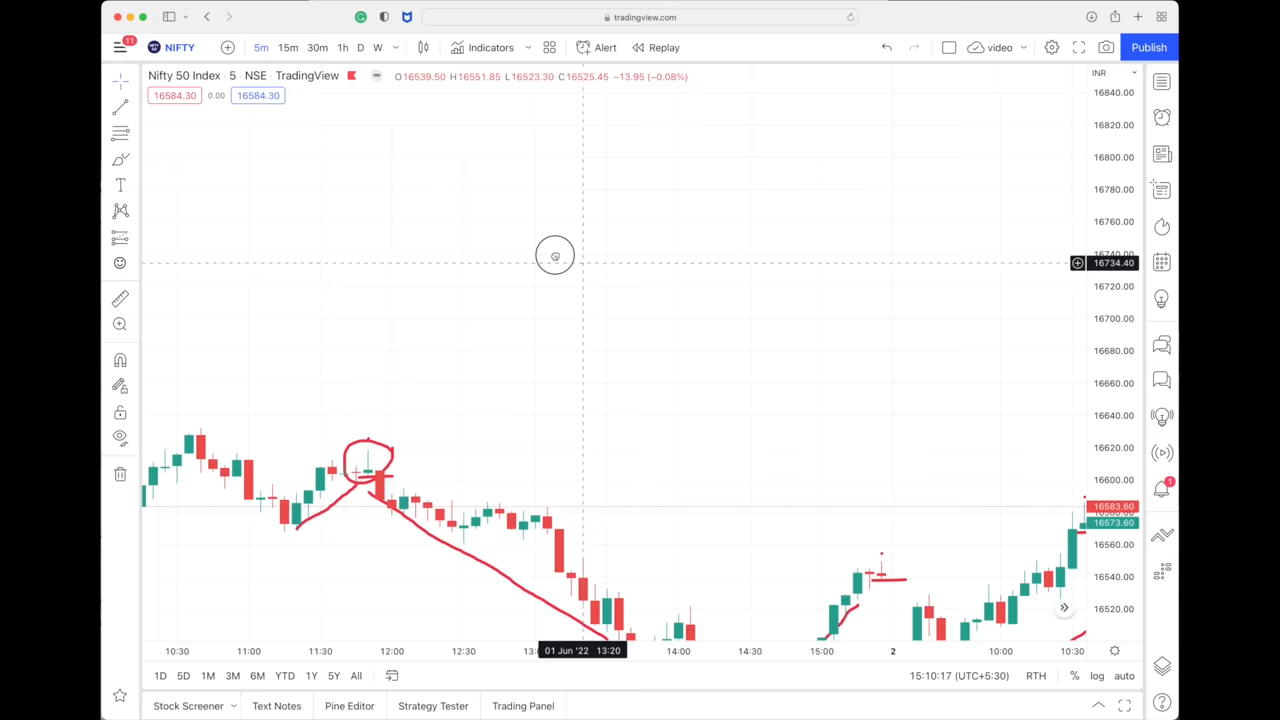 tradingview.com
11
NIFTY
5m 15m 30m 1h D W
Indicators
Alert
Replay
video
Publish
Nifty 50 Index · 5 · NSE · TradingView
O16539.50 H16551.85 L16523.30 C16525.45 −13.95 (−0.08%)
INR
16584.30 0.00 16584.30
16840.00
16820.00
16800.00
16780.00
16760.00
16734.40
16720.00
16700.00
16680.00
16660.00
16640.00
16620.00
16600.00
16583.60
16573.60
16560.00
16540.00
16520.00
1
10:30 11:00 11:30 12:00 12:30 01 Jun '22 13:20 14:00 14:30 15:00 2 10:00 10:30
1D 5D 1M 3M 6M YTD 1Y 5Y All
15:10:17 (UTC+5:30) RTH % log auto
Stock Screener Text Notes Pine Editor Strategy Tester Trading Panel